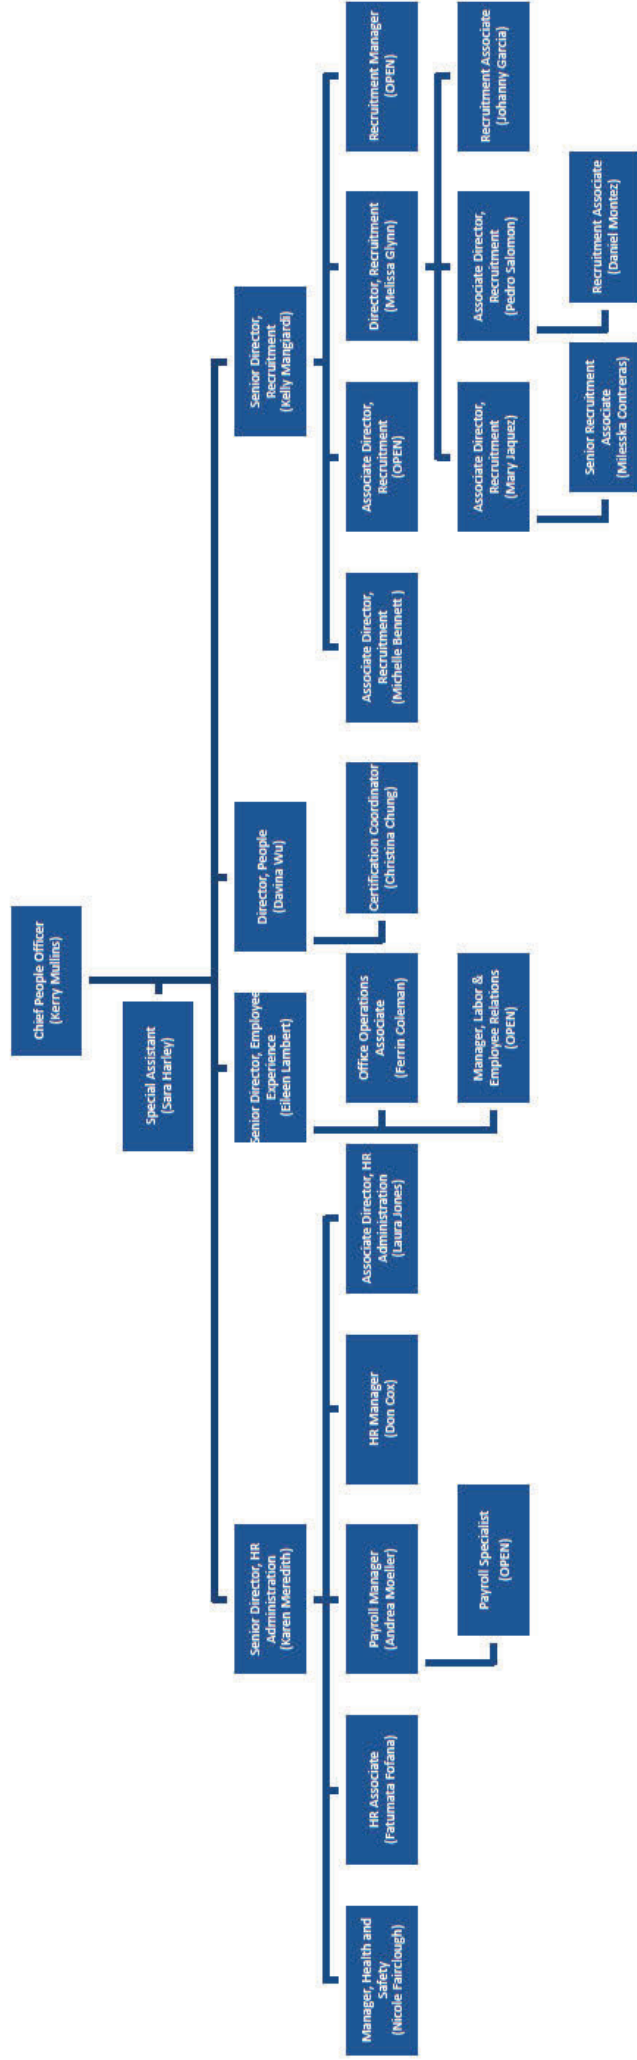 Chief People Officer
(Kerry Mullins)
Special Assistant
(Sara Harley)
Senior Director, HR
Administration
(Karen Meredith)
Senior Director, Employee
Experience
(Eileen Lambert)
Director, People
(Davina Wu)
Senior Director,
Recruitment
(Kelly Mangiardi)
Manager, Health and
Safety
(Nicole Fairclough)
HR Associate
(Fatumata Fofana)
Payroll Manager
(Andrea Moeller)
HR Manager
(Don Cox)
Associate Director, HR
Administration
(Laura Jones)
Office Operations
Associate
(Ferrin Coleman)
Certification Coordinator
(Christina Chung)
Associate Director,
Recruitment
(Michelle Bennett )
Associate Director,
Recruitment
(OPEN)
Director, Recruitment
(Melissa Glynn)
Recruitment Manager
(OPEN)
Payroll Specialist
(OPEN)
Manager, Labor &
Employee Relations
(OPEN)
Associate Director,
Recruitment
(Mary Jaquez)
Associate Director,
Recruitment
(Pedro Salomon)
Recruitment Associate
(Johanny Garcia)
Senior Recruitment
Associate
(Milesska Contreras)
Recruitment Associate
(Daniel Montez)